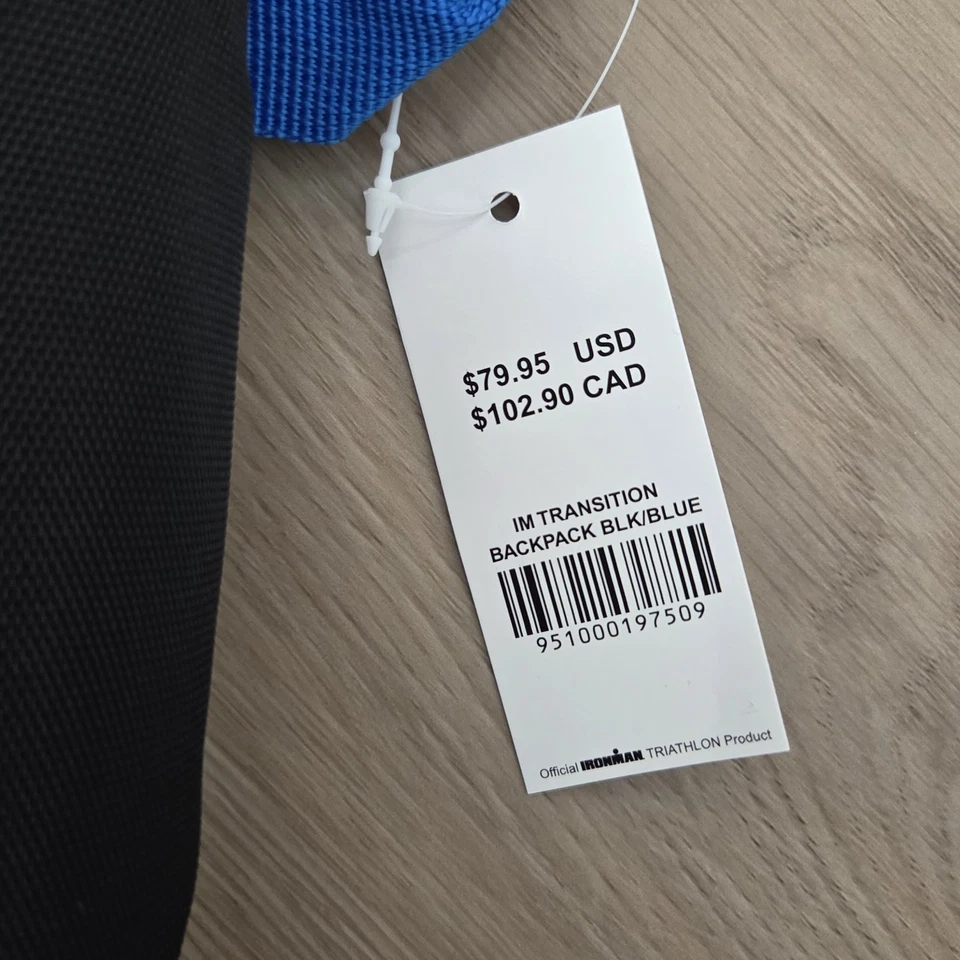 $79.95 USD
$102.90 CAD
IM TRANSITION
BACKPACK BLK/BLUE
951000197509
Official IRONMAN TRIATHLON Product